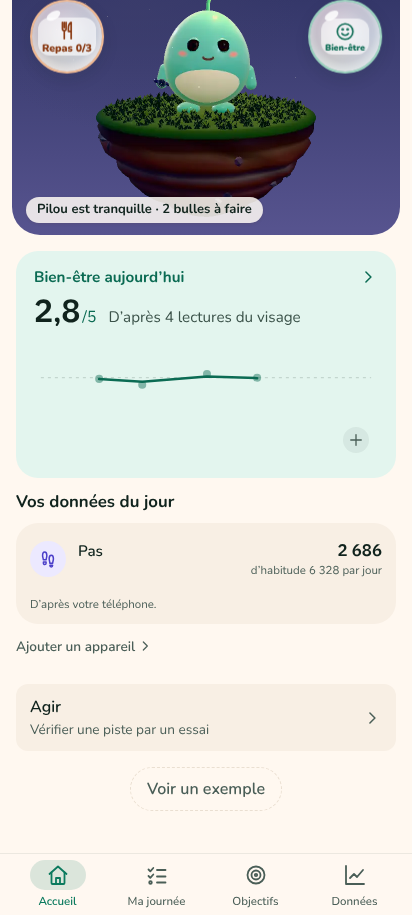 Repas 0/3
Bien-être
Pilou est tranquille · 2 bulles à faire
Bien-être aujourd'hui
2,8/5 D'après 4 lectures du visage
Vos données du jour
Pas
2 686
d'habitude 6 328 par jour
D'après votre téléphone.
Ajouter un appareil
Agir
Vérifier une piste par un essai
Voir un exemple
Accueil
Ma journée
Objectifs
Données